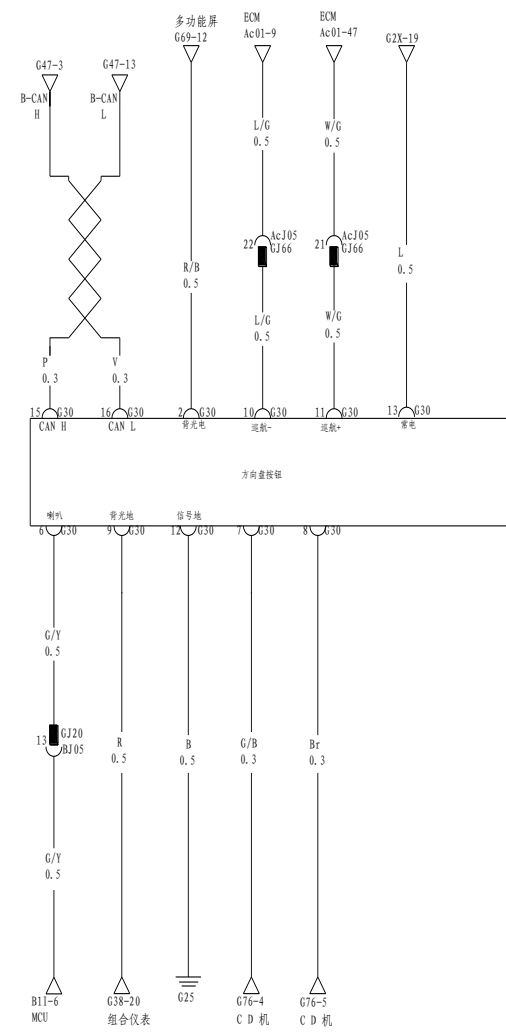 多功能屏
G69-12
ECM
Ac01-9
ECM
Ac01-47
G2X-19
G47-3
G47-13
B-CAN
H
B-CAN
L
L/G
0.5
W/G
0.5
22
AcJ05
GJ66
21
AcJ05
GJ66
R/B
0.5
L
0.5
L/G
0.5
W/G
0.5
P
0.3
V
0.3
15 G30
16 G30
2 G30
10 G30
11 G30
13 G30
CAN H
CAN L
背光电
巡航-
巡航+
常电
方向盘按钮
喇叭
背光地
信号地
6 G30
9 G30
12 G30
7 G30
8 G30
G/Y
0.5
13
GJ20
BJ05
R
0.5
B
0.5
G/B
0.3
Br
0.3
G/Y
0.5
B11-6
MCU
G38-20
组合仪表
G25
G76-4
CD机
G76-5
CD机